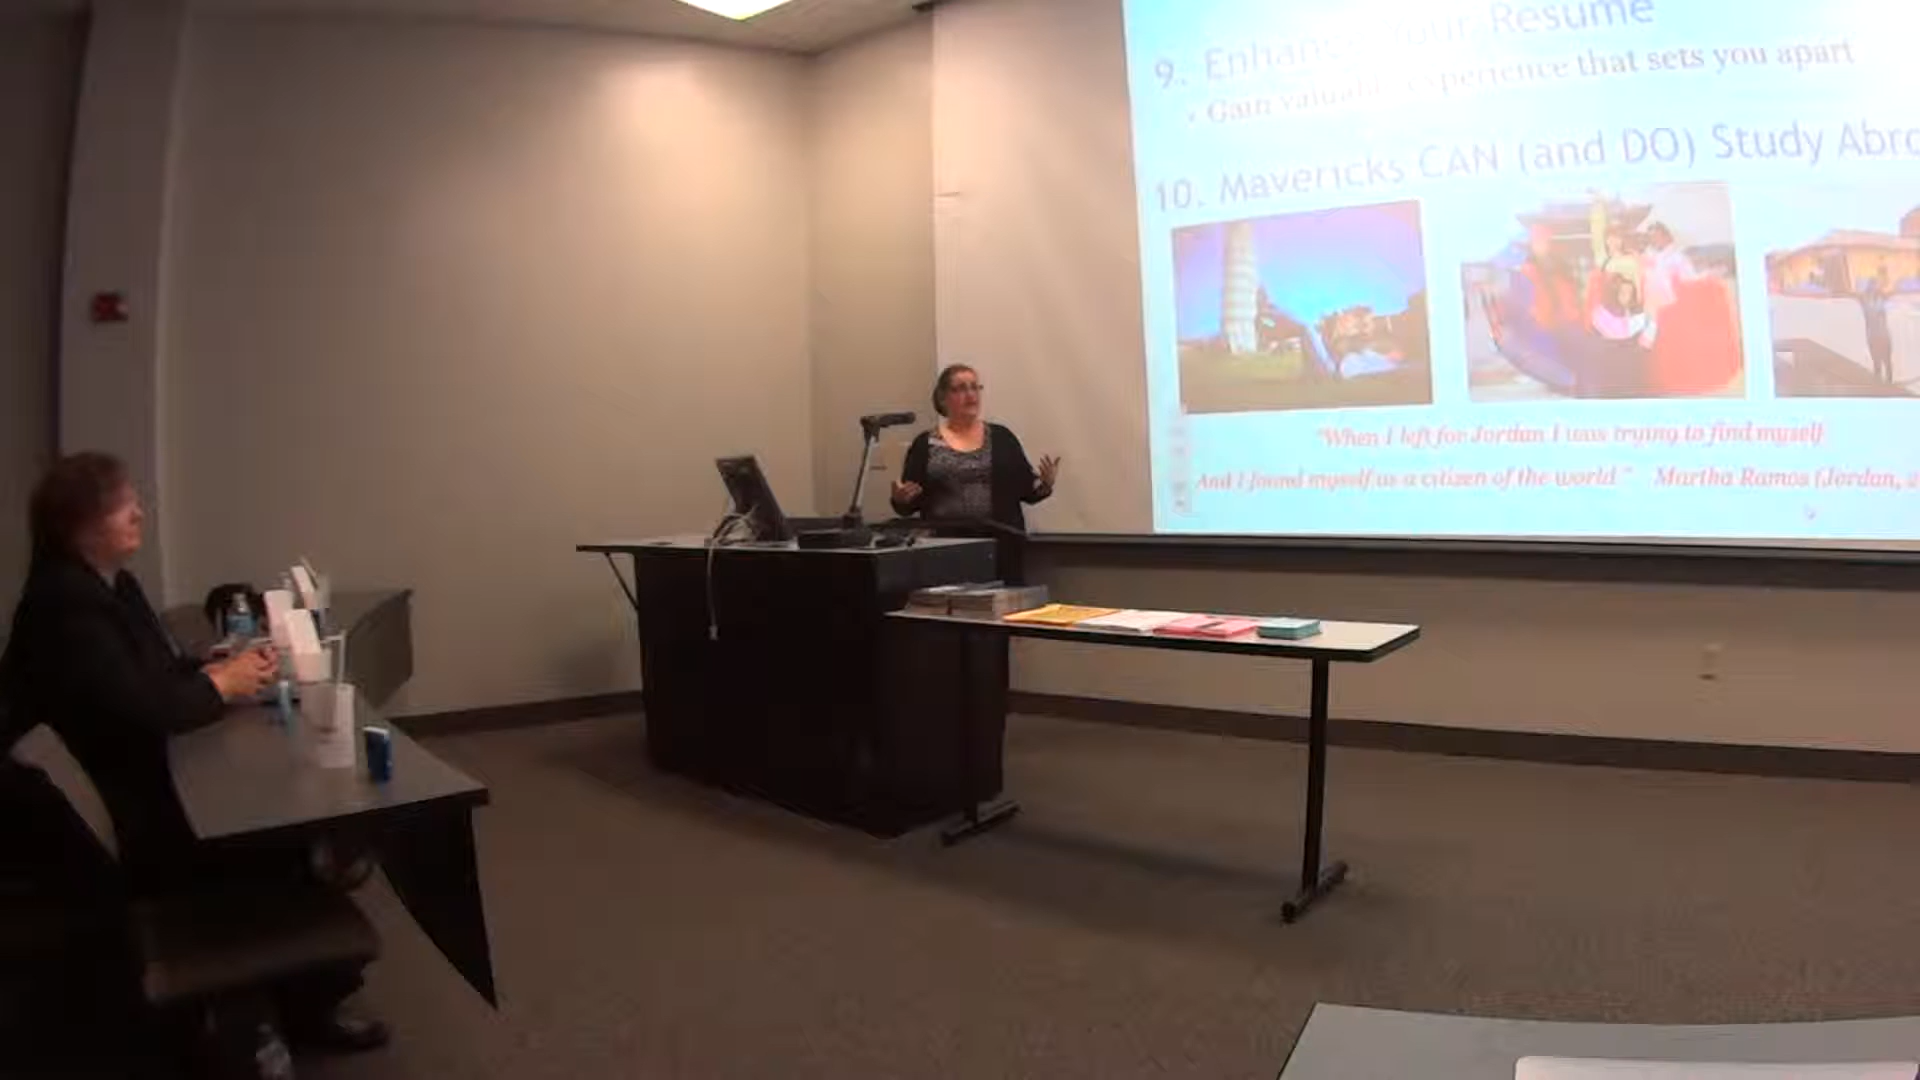 9. Enhance Your Resume
• Gain valuable experience that sets you apart
10. Mavericks CAN (and DO) Study Abro
"When I left for Jordan I was trying to find myself
And I found myself as a citizen of the world." Martha Ramos (Jordan, 2